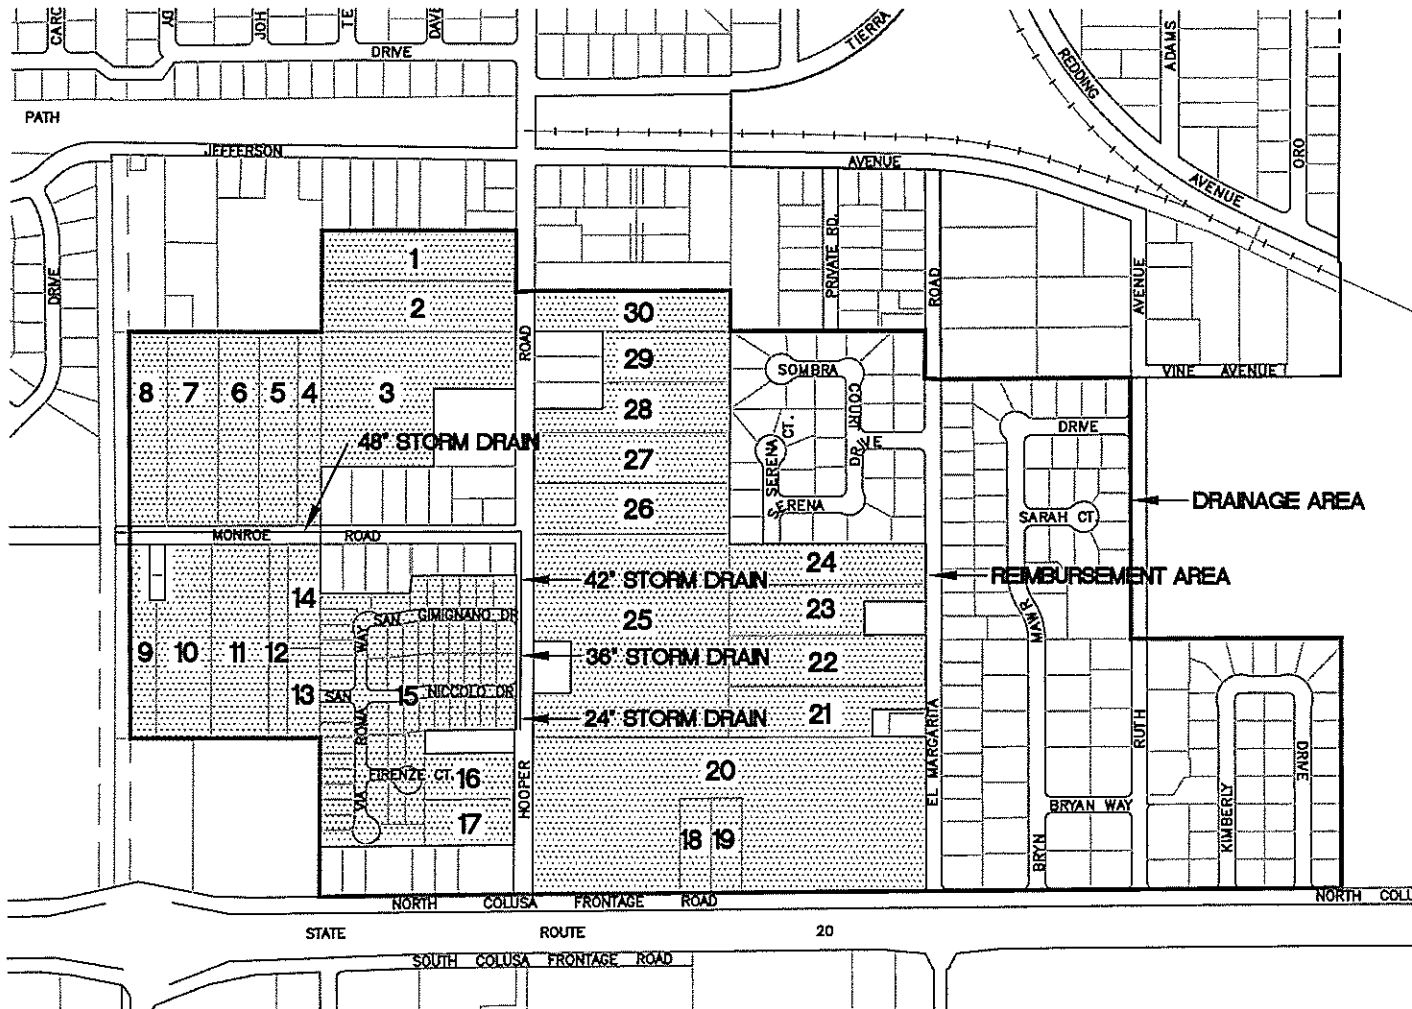 JOH
TE
DAVE
DRIVE
TIERRA
REDDING
ADAMS
PATH
JEFFERSON
AVENUE
AVENUE
ORO
DRIVE
PRIVATE RD.
ROAD
AVENUE
1
2
30
ROAD
29
SOMBRA
VINE AVENUE
8
7
6
5
4
3
28
COURT
48" STORM DRAIN
SERENA CT.
DRIVE
DRIVE
27
26
SERENA
SARAH CT.
DRAINAGE AREA
MONROE ROAD
24
42" STORM DRAIN
REIMBURSEMENT AREA
14
23
25
SAN GIMIGNANO DR
MAWR
9
10
11
12
WAY
36" STORM DRAIN
22
13
SAN
15
NICCOLO DR
24" STORM DRAIN
21
ROMA
EL MARGARITA
RUTH
DRIVE
FIRENZE CT.
16
HOOPER
20
VIA
17
18
19
BRYAN WAY
KIMBERLY
BRYN
NORTH COLUSA FRONTAGE ROAD
NORTH COLU
STATE ROUTE 20
SOUTH COLUSA FRONTAGE ROAD